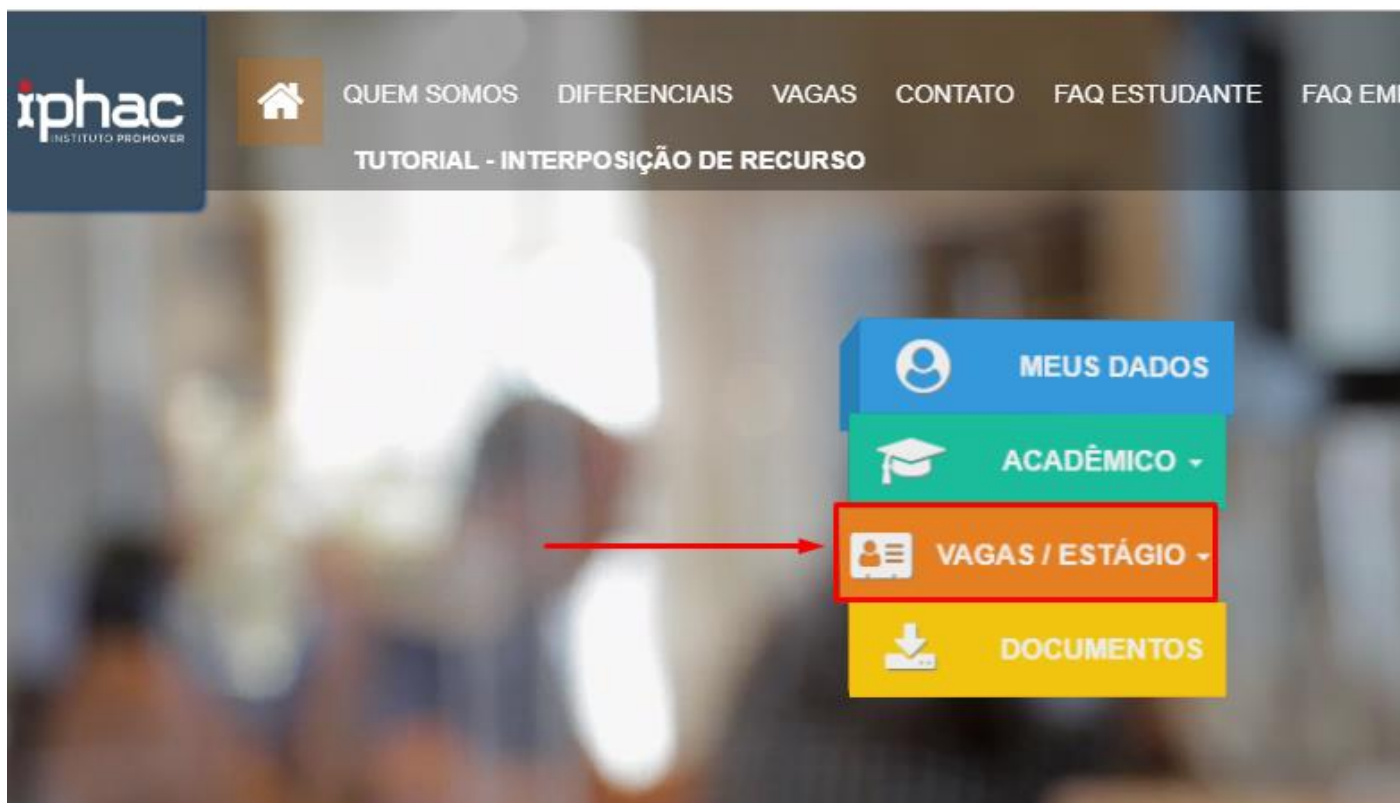 iphac
INSTITUTO PROMOVER
QUEM SOMOS DIFERENCIAIS VAGAS CONTATO FAQ ESTUDANTE FAQ
TUTORIAL - INTERPOSIÇÃO DE RECURSO
MEUS DADOS
ACADÊMICO
VAGAS / ESTÁGIO
DOCUMENTOS